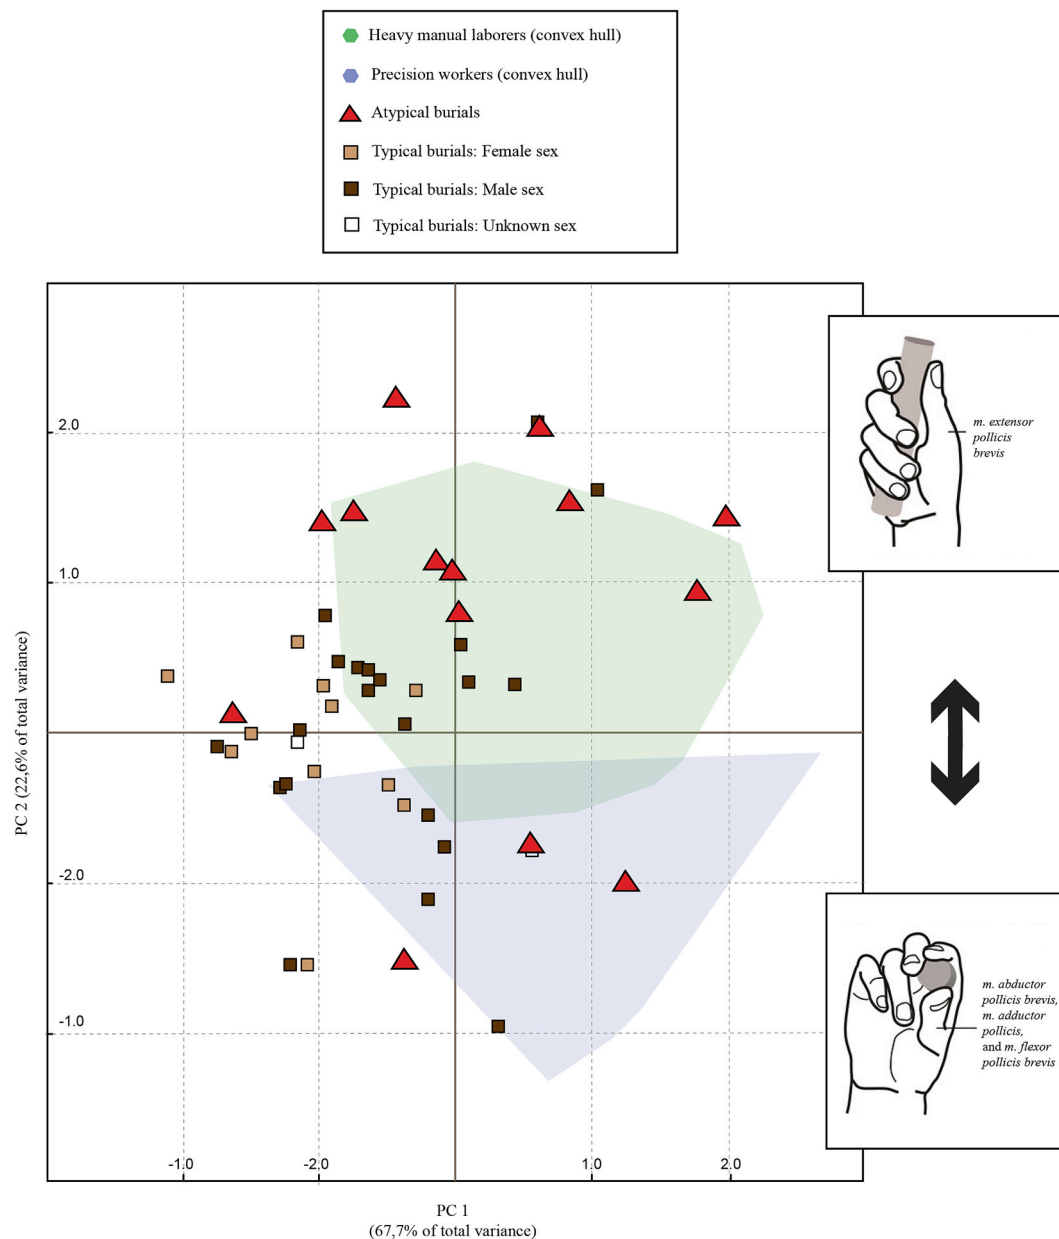 Heavy manual laborers (convex hull)
Precision workers (convex hull)
Atypical burials
Typical burials: Female sex
Typical burials: Male sex
Typical burials: Unknown sex
PC 2 (22,6% of total variance)
2.0
1.0
-2.0
-1.0
-1.0
-2.0
1.0
2.0
PC 1
(67,7% of total variance)
m. extensor
pollicis
brevis
m. abductor
pollicis brevis,
m. adductor
pollicis,
and m. flexor
pollicis brevis